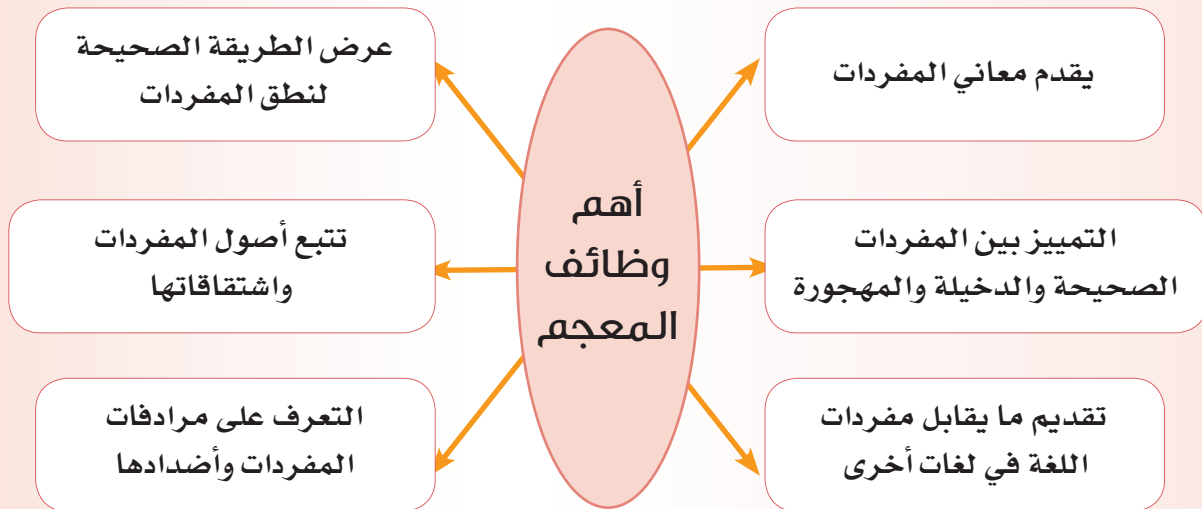 أهم
وظائف
المعجم
يقدم معاني المفردات
عرض الطريقة الصحيحة
لنطق المفردات
التمييز بين المفردات
الصحيحة والدخيلة والمهجورة
تتبع أصول المفردات
واشتقاقاتها
تقديم ما يقابل مفردات
اللغة في لغات أخرى
التعرف على مرادفات
المفردات وأضدادها